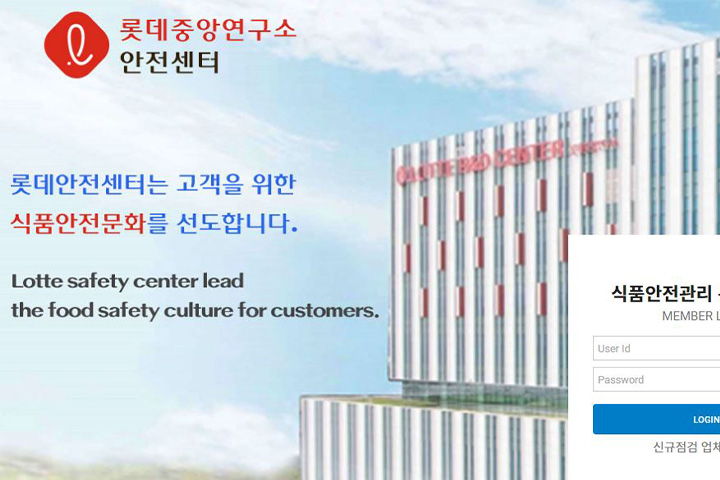 롯데중앙연구소
안전센터
롯데안전센터는 고객을 위한
식품안전문화를 선도합니다.
Lotte safety center lead
the food safety culture for customers.
LOTTE R&D CENTER
식품안전관리
MEMBER L
User Id
Password
LOGIN
신규점검 업체